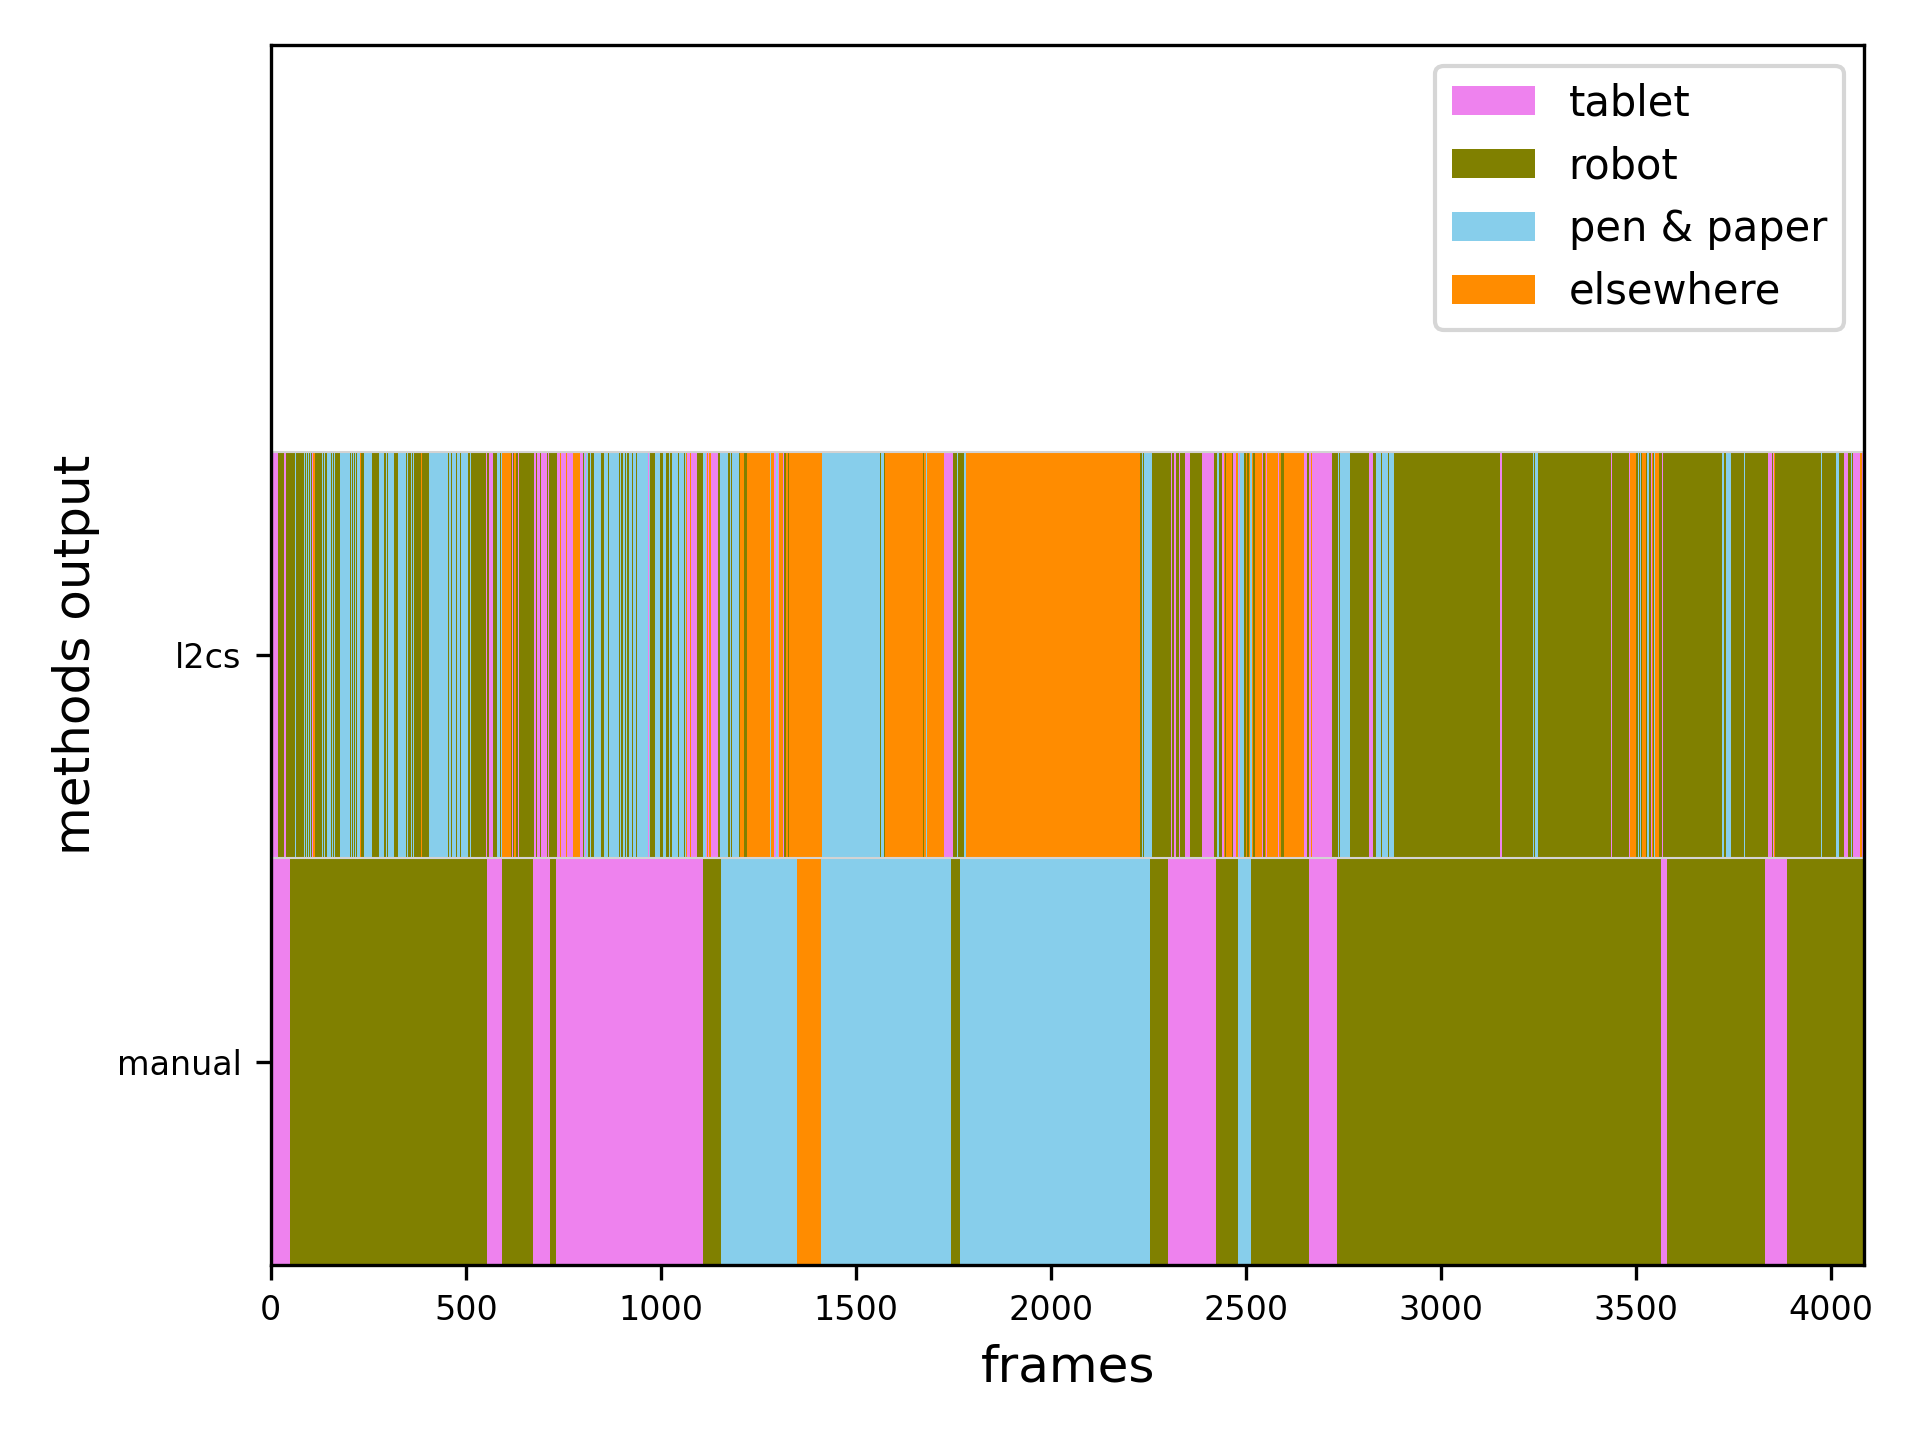 tablet
robot
pen & paper
elsewhere
methods output
l2cs
manual
0 500 1000 1500 2000 2500 3000 3500 4000
frames